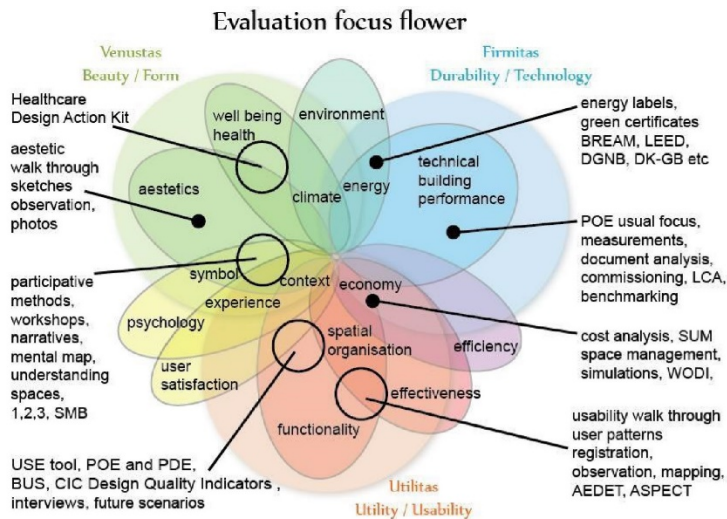 Evaluation focus flower
Venustas
Beauty / Form
Firmitas
Durability / Technology
Healthcare
Design Action Kit
aestetic
walk through
sketches
observation,
photos
participative
methods,
workshops,
narratives,
mental map,
understanding
spaces,
1,2,3, SMB
USE tool, POE and PDE,
BUS, CIC Design Quality Indicators ,
interviews, future scenarios
well being
health
environment
aestetics
climate
energy
technical
building
performance
symbol
context
economy
experience
psychology
user
satisfaction
spatial
organisation
efficiency
effectiveness
functionality
energy labels,
green certificates
BREAM, LEED,
DGNB, DK-GB etc
POE usual focus,
measurements,
document analysis,
commissioning, LCA,
benchmarking
cost analysis, SUM
space management,
simulations, WODI,
usability walk through
user patterns
registration,
observation, mapping,
AEDET, ASPECT
Utilitas
Utility / Usability